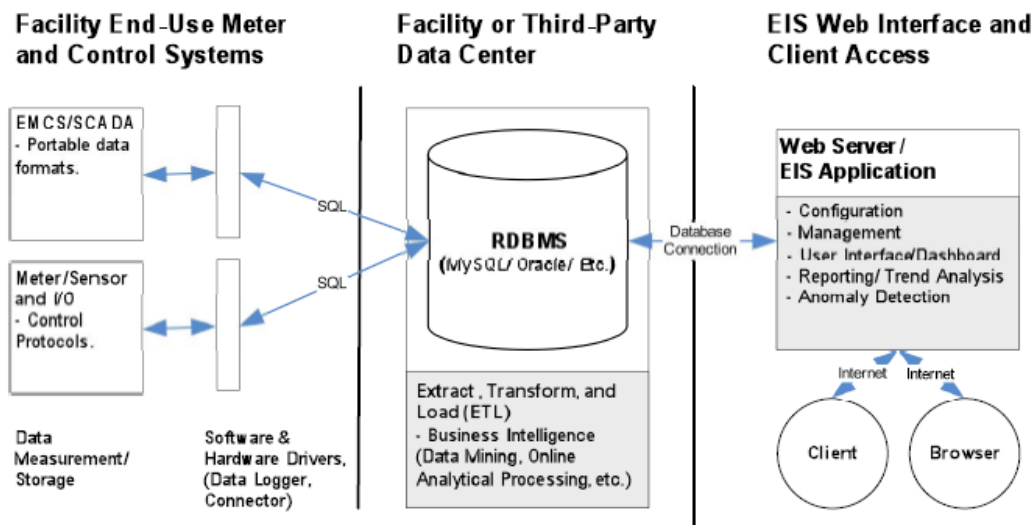 Facility End-Use Meter
and Control Systems
EMCS/SCADA
- Portable data
formats.
Meter/Sensor
and I/O
- Control
Protocols.
Data
Measurement/
Storage
Software &
Hardware Drivers,
(Data Logger,
Connector)
SQL
SQL
Facility or Third-Party
Data Center
RDBMS
(MySQL/ Oracle/ Etc.)
Extract, Transform, and
Load (ETL)
- Business Intelligence
(Data Mining, Online
Analytical Processing, etc.)
Database
Connection
EIS Web Interface and
Client Access
Web Server/
EIS Application
- Configuration
- Management
- User Interface/Dashboard
- Reporting/ Trend Analysis
- Anomaly Detection
Internet
Internet
Client
Browser